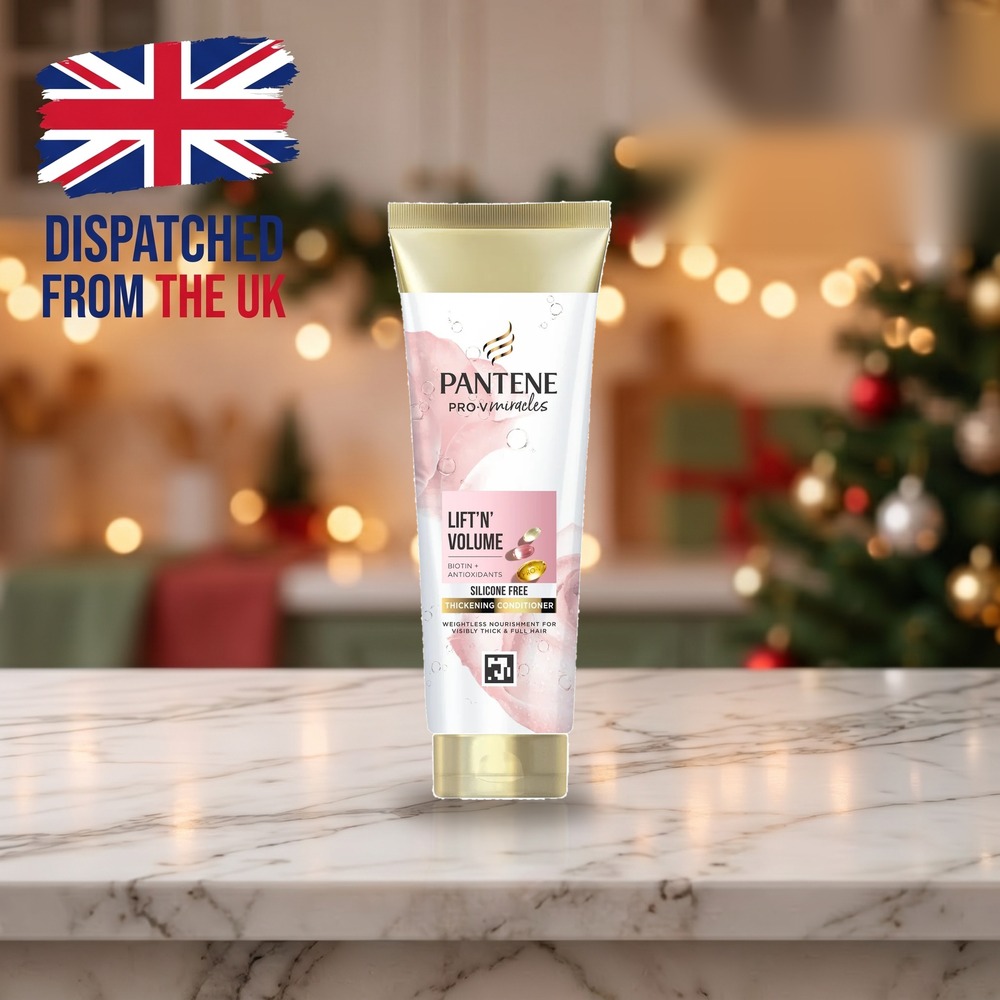 DISPATCHED
FROM THE UK
PANTENE
PRO-V miracles
LIFT'N'
VOLUME
BIOTIN +
ANTIOXIDANTS
SILICONE FREE
THICKENING CONDITIONER
WEIGHTLESS NOURISHMENT FOR
VISIBLY THICK & FULL HAIR